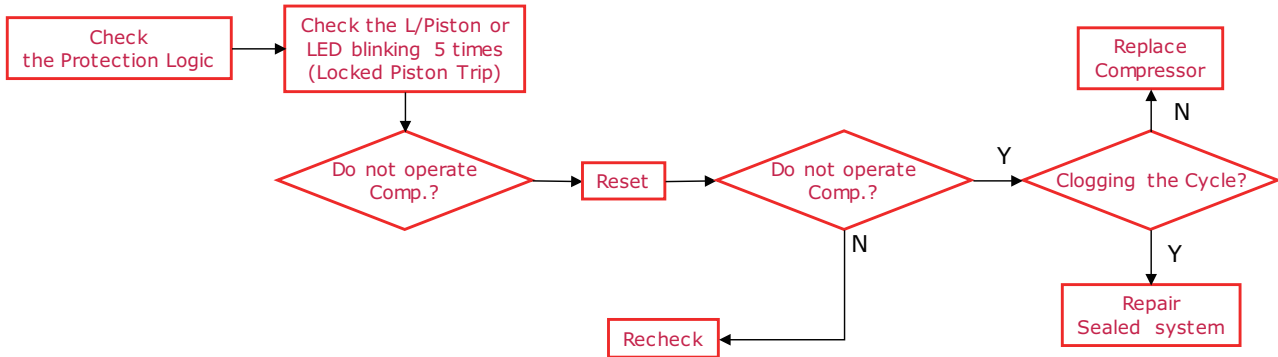 Check
the Protection Logic
Check the L/Piston or
LED blinking 5 times
(Locked Piston Trip)
Do not operate
Comp.?
Reset
Do not operate
Comp.?
Y
N
Recheck
Clogging the Cycle?
N
Replace
Compressor
Y
Repair
Sealed system